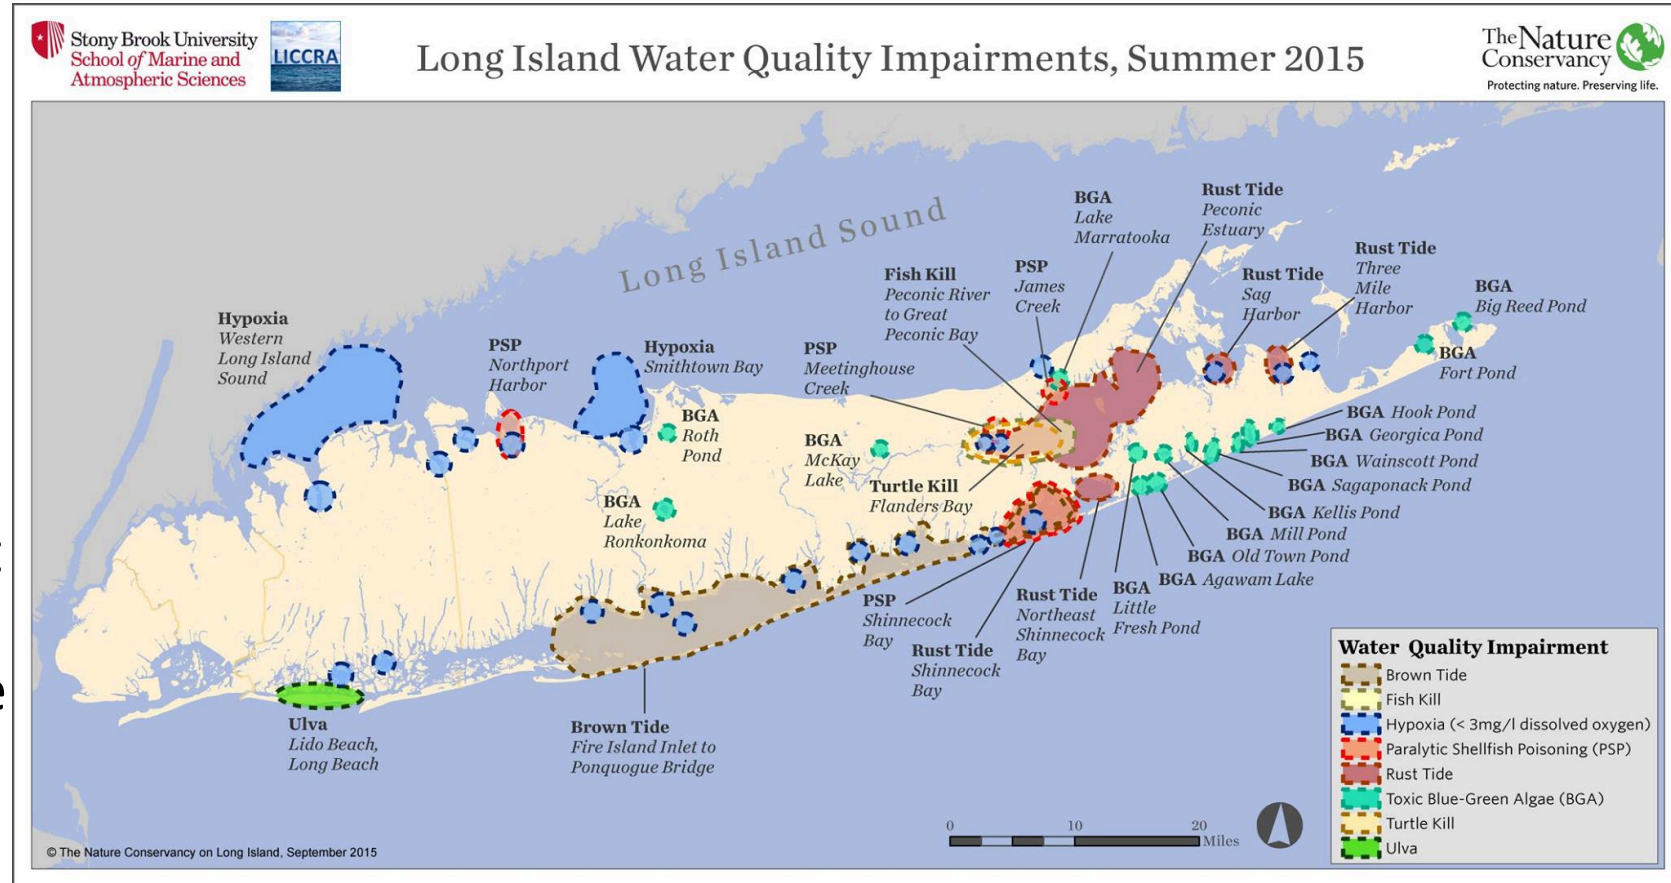 Stony Brook University
School of Marine and
Atmospheric Sciences
LICCRA
Long Island Water Quality Impairments, Summer 2015
The Nature
Conservancy
Protecting nature. Preserving life.
Long Island Sound
Hypoxia
Western
Long Island
Sound
PSP
Northport
Harbor
Hypoxia
Smithtown Bay
BGA
Roth
Pond
BGA
Lake
Ronkonkoma
BGA
McKay
Lake
PSP
Meetinghouse
Creek
Fish Kill
Peconic River
to Great
Peconic Bay
PSP
James
Creek
BGA
Lake
Marratooka
Rust Tide
Peconic
Estuary
Rust Tide
Sag
Harbor
Rust Tide
Three
Mile
Harbor
BGA
Big Reed Pond
BGA
Fort Pond
BGA Hook Pond
BGA Georgica Pond
BGA Wainscott Pond
BGA Sagaponack Pond
BGA Kellis Pond
BGA Mill Pond
BGA Old Town Pond
BGA Agawam Lake
BGA
Little
Fresh Pond
Turtle Kill
Flanders Bay
PSP
Shinnecock
Bay
Rust Tide
Shinnecock
Bay
Rust Tide
Northeast
Shinnecock
Bay
Ulva
Lido Beach,
Long Beach
Brown Tide
Fire Island Inlet to
Ponquogue Bridge
Water Quality Impairment
Brown Tide
Fish Kill
Hypoxia (< 3mg/l dissolved oxygen)
Paralytic Shellfish Poisoning (PSP)
Rust Tide
Toxic Blue-Green Algae (BGA)
Turtle Kill
Ulva
0 10 20
Miles
© The Nature Conservancy on Long Island, September 2015